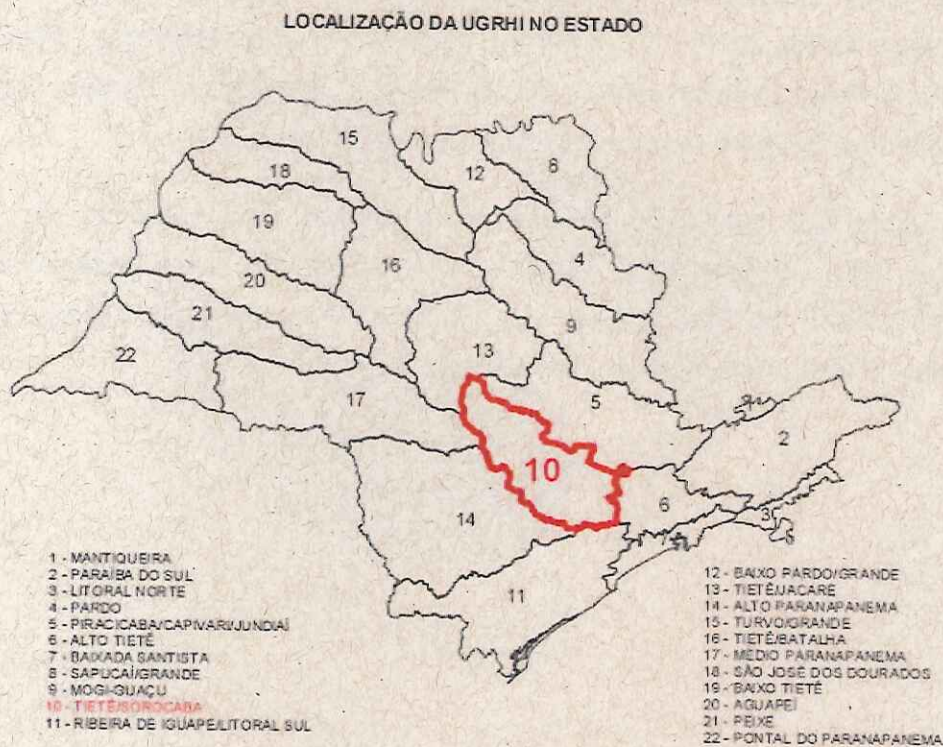 LOCALIZAÇÃO DA UGRHI NO ESTADO
15
18
12
8
19
4
16
20
9
21
13
22
5
17
2
10
6
3
14
11
1 - MANTIQUEIRA
2 - PARAÍBA DO SUL
3 - LITORAL NORTE
4 - PARDO
5 - PIRACICABA/CAPIVARI/JUNDIAÍ
6 - ALTO TIETÊ
7 - BAIXADA SANTISTA
8 - SAPUCAÍ/GRANDE
9 - MOGI-GUAÇU
10 - TIETÊ/SOROCABA
11 - RIBEIRA DE IGUAPE/LITORAL SUL
12 - BAIXO PARDO/GRANDE
13 - TIETÊ/JACARÉ
14 - ALTO PARANAPANEMA
15 - TURVO/GRANDE
16 - TIETÊ/BATALHA
17 - MÉDIO PARANAPANEMA
18 - SÃO JOSÉ DOS DOURADOS
19 - BAIXO TIETÊ
20 - AGUAPEÍ
21 - PEIXE
22 - PONTAL DO PARANAPANEMA